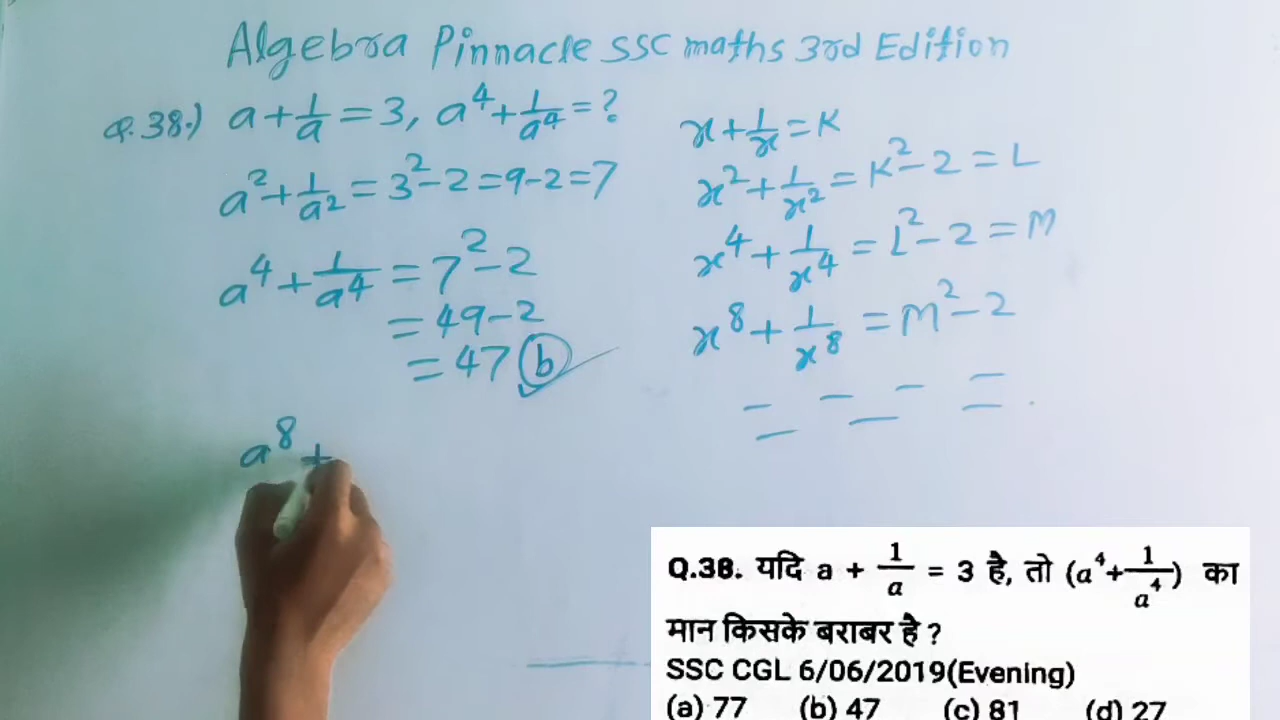 Algebra Pinnacle SSC maths 3rd Edition
Q.38.) a + 1/a = 3, a⁴ + 1/a⁴ = ?
a² + 1/a² = 3² - 2 = 9 - 2 = 7
a⁴ + 1/a⁴ = 7² - 2
= 49 - 2
= 47 (b)
a⁸ +
x + 1/x = K
x² + 1/x² = K² - 2 = L
x⁴ + 1/x⁴ = L² - 2 = M
x⁸ + 1/x⁸ = M² - 2
Q.38. यदि a + 1/a = 3 है, तो (a⁴+1/a⁴) का
मान किसके बराबर है ?
SSC CGL 6/06/2019(Evening)
(a) 77 (b) 47 (c) 81 (d) 27